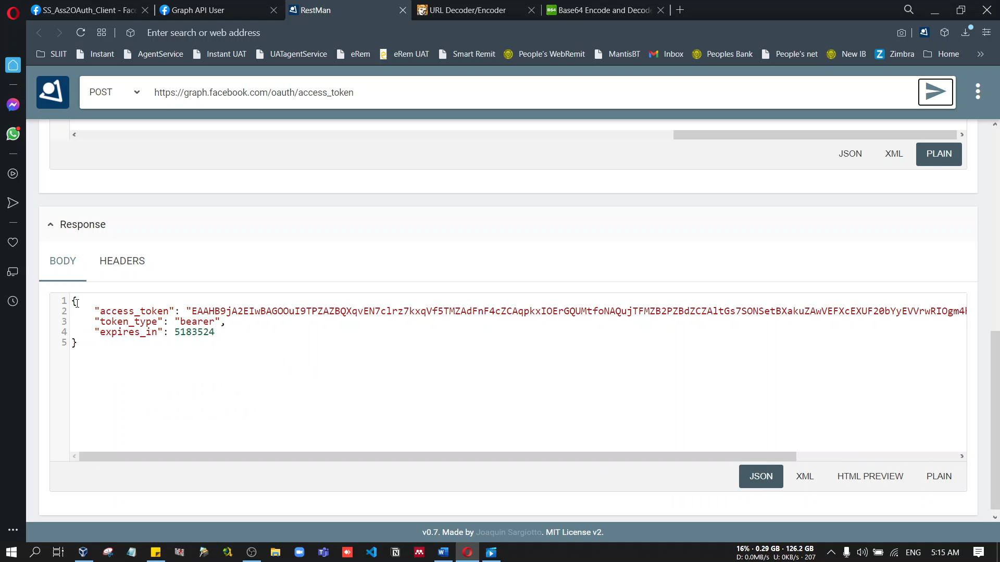 SS_Ass2OAuth_Client - Face
Graph API User
RestMan
URL Decoder/Encoder
B64 Base64 Encode and Decode
Enter search or web address
SLIIT
Instant
AgentService
Instant UAT
UATagentService
eRem
eRem UAT
Smart Remit
People's WebRemit
MantisBT
Inbox
Peoples Bank
People's net
New IB
Zimbra
Home
POST
https://graph.facebook.com/oauth/access_token
JSON
XML
PLAIN
Response
BODY
HEADERS
1 {
2 "access_token": "EAAHB9jA2EIwBAGOOuI9TPZAZBQXqvEN7clrz7kxqVf5TMZAdFnF4cZCAqpkxIOErGQUMtfoNAQujTFMZB2PZBdZCZAltGs7SONSetBXakuZAwVEFXcEXUF20bYyEVVrwRIOgm4
3 "token_type": "bearer",
4 "expires_in": 5183524
5 }
JSON
XML
HTML PREVIEW
PLAIN
v0.7. Made by Joaquin Sargiotto. MIT License v2.
16% · 0.29 GB · 126.2 GB
D: 0.0MB/s U: 0KB/s · 207
ENG
5:15 AM